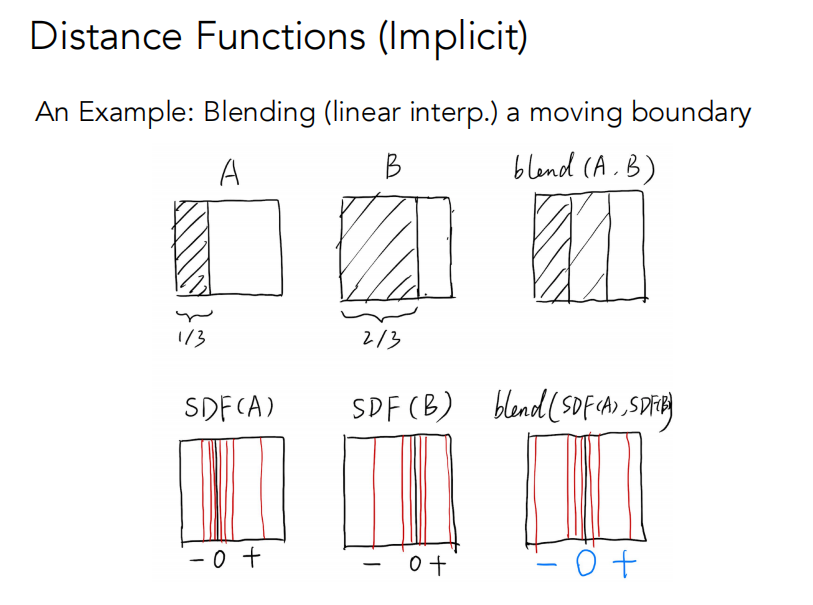 Distance Functions (Implicit)
An Example: Blending (linear interp.) a moving boundary
A B blend (A, B)
1/3 2/3
SDF(A) SDF(B) blend(SDF(A),SDF(B)
- 0 + - 0 + - 0 +